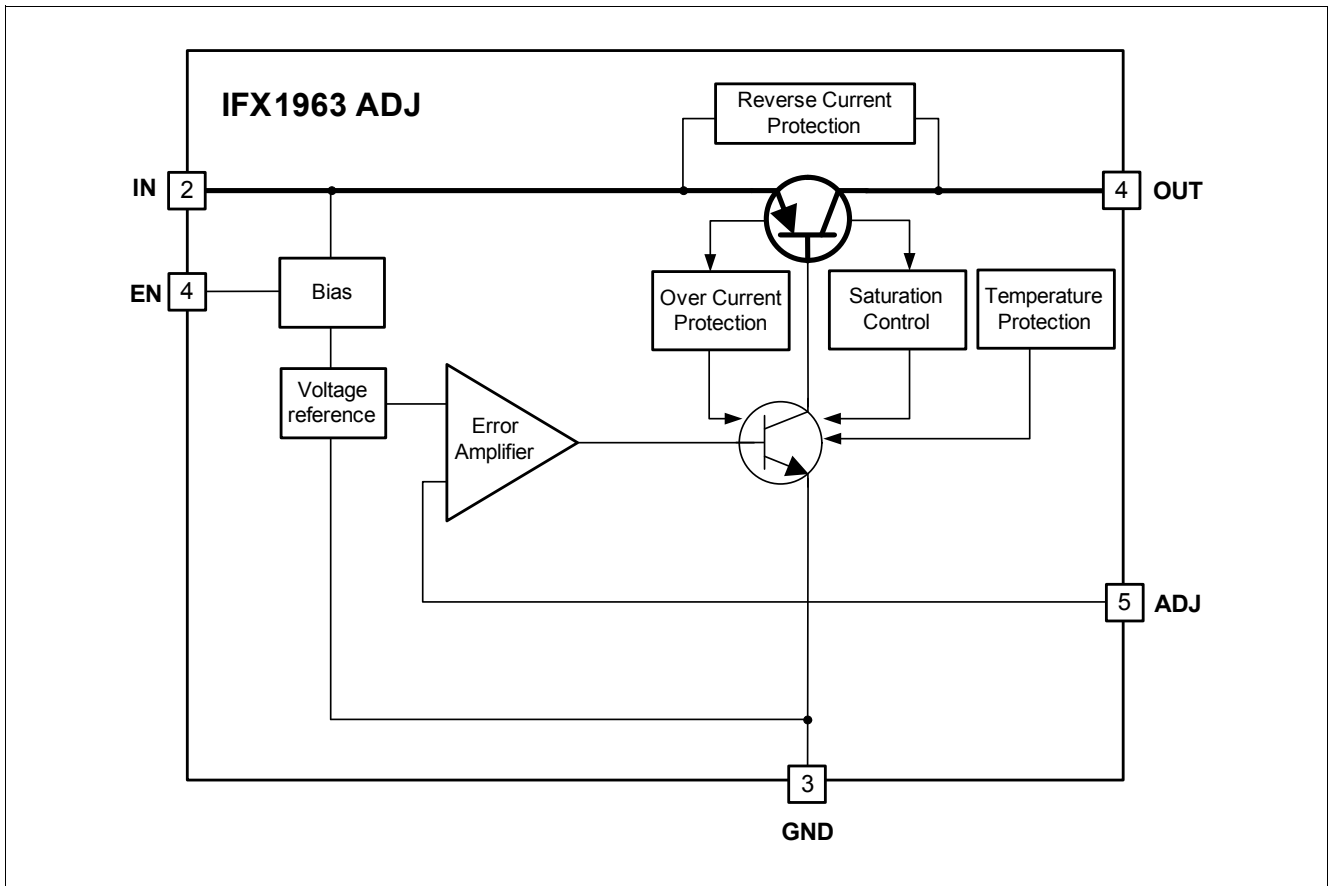 IFX1963 ADJ
Reverse Current
Protection
IN
2
4
OUT
EN
4
Bias
Over Current
Protection
Saturation
Control
Temperature
Protection
Voltage
reference
Error
Amplifier
5
ADJ
3
GND